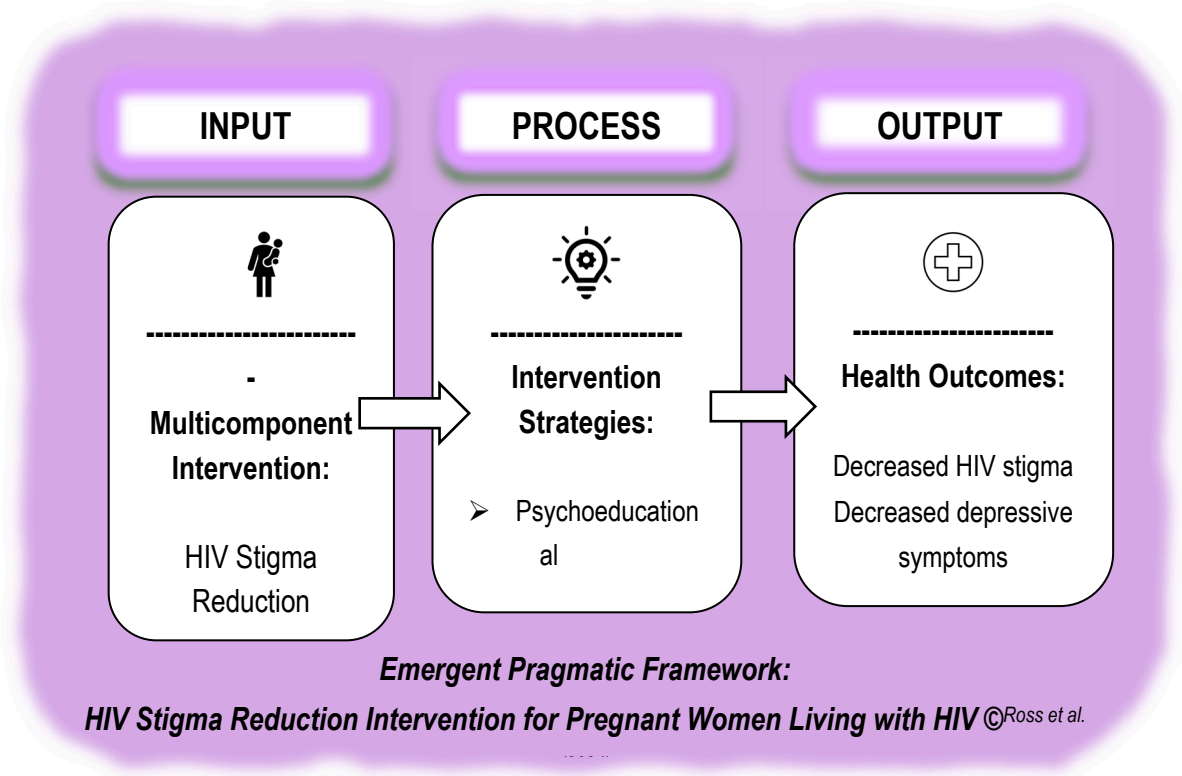 INPUT
PROCESS
OUTPUT
------------------------
-
Multicomponent
Intervention:
HIV Stigma
Reduction
----------------------
Intervention
Strategies:
➢ Psychoeducation
al
-----------------------
Health Outcomes:
Decreased HIV stigma
Decreased depressive
symptoms
Emergent Pragmatic Framework:
HIV Stigma Reduction Intervention for Pregnant Women Living with HIV ©Ross et al.